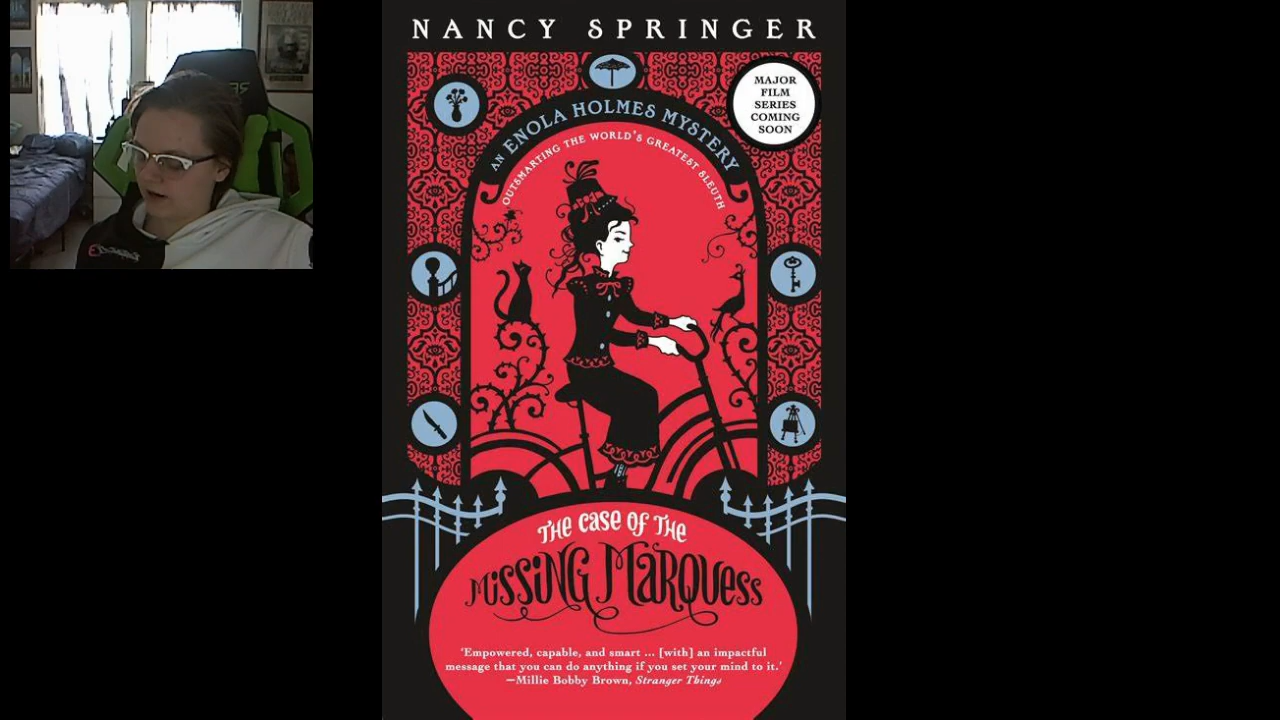 NANCY SPRINGER
MAJOR
FILM
SERIES
COMING
SOON
AN ENOLA HOLMES MYSTERY
OUTSMARTING THE WORLD'S GREATEST SLEUTH
THE CASE OF THE
MISSING MARQUESS
'Empowered, capable, and smart ... [with] an impactful
message that you can do anything if you set your mind to it.'
—Millie Bobby Brown, Stranger Things